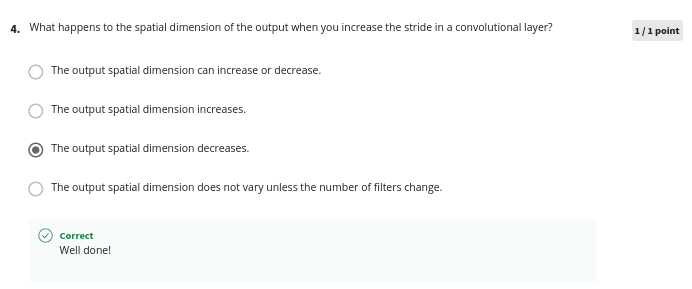 4. What happens to the spatial dimension of the output when you increase the stride in a convolutional layer?
1 / 1 point
The output spatial dimension can increase or decrease.
The output spatial dimension increases.
The output spatial dimension decreases.
The output spatial dimension does not vary unless the number of filters change.
Correct
Well done!